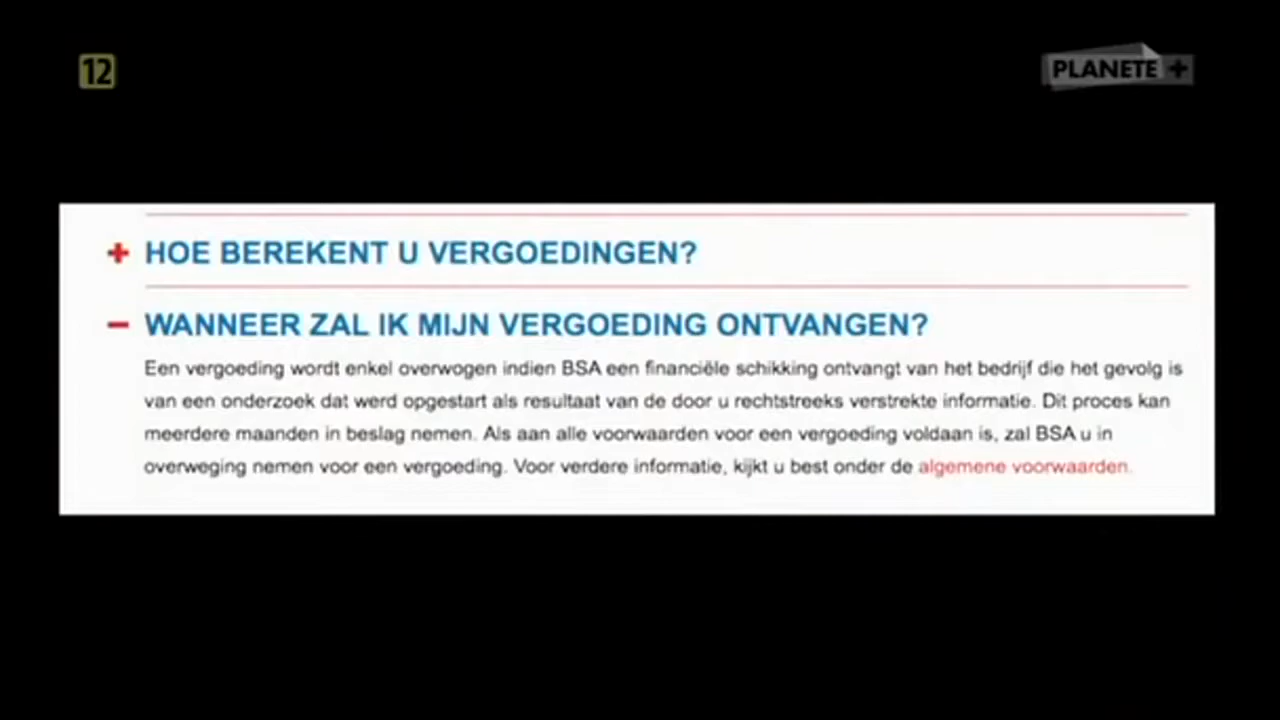 12
PLANETE +
+ HOE BEREKENT U VERGOEDINGEN?
− WANNEER ZAL IK MIJN VERGOEDING ONTVANGEN?
Een vergoeding wordt enkel overwogen indien BSA een financiële schikking ontvangt van het bedrijf die het gevolg is
van een onderzoek dat werd opgestart als resultaat van de door u rechtstreeks verstrekte informatie. Dit proces kan
meerdere maanden in beslag nemen. Als aan alle voorwaarden voor een vergoeding voldaan is, zal BSA u in
overweging nemen voor een vergoeding. Voor verdere informatie, kijkt u best onder de algemene voorwaarden.